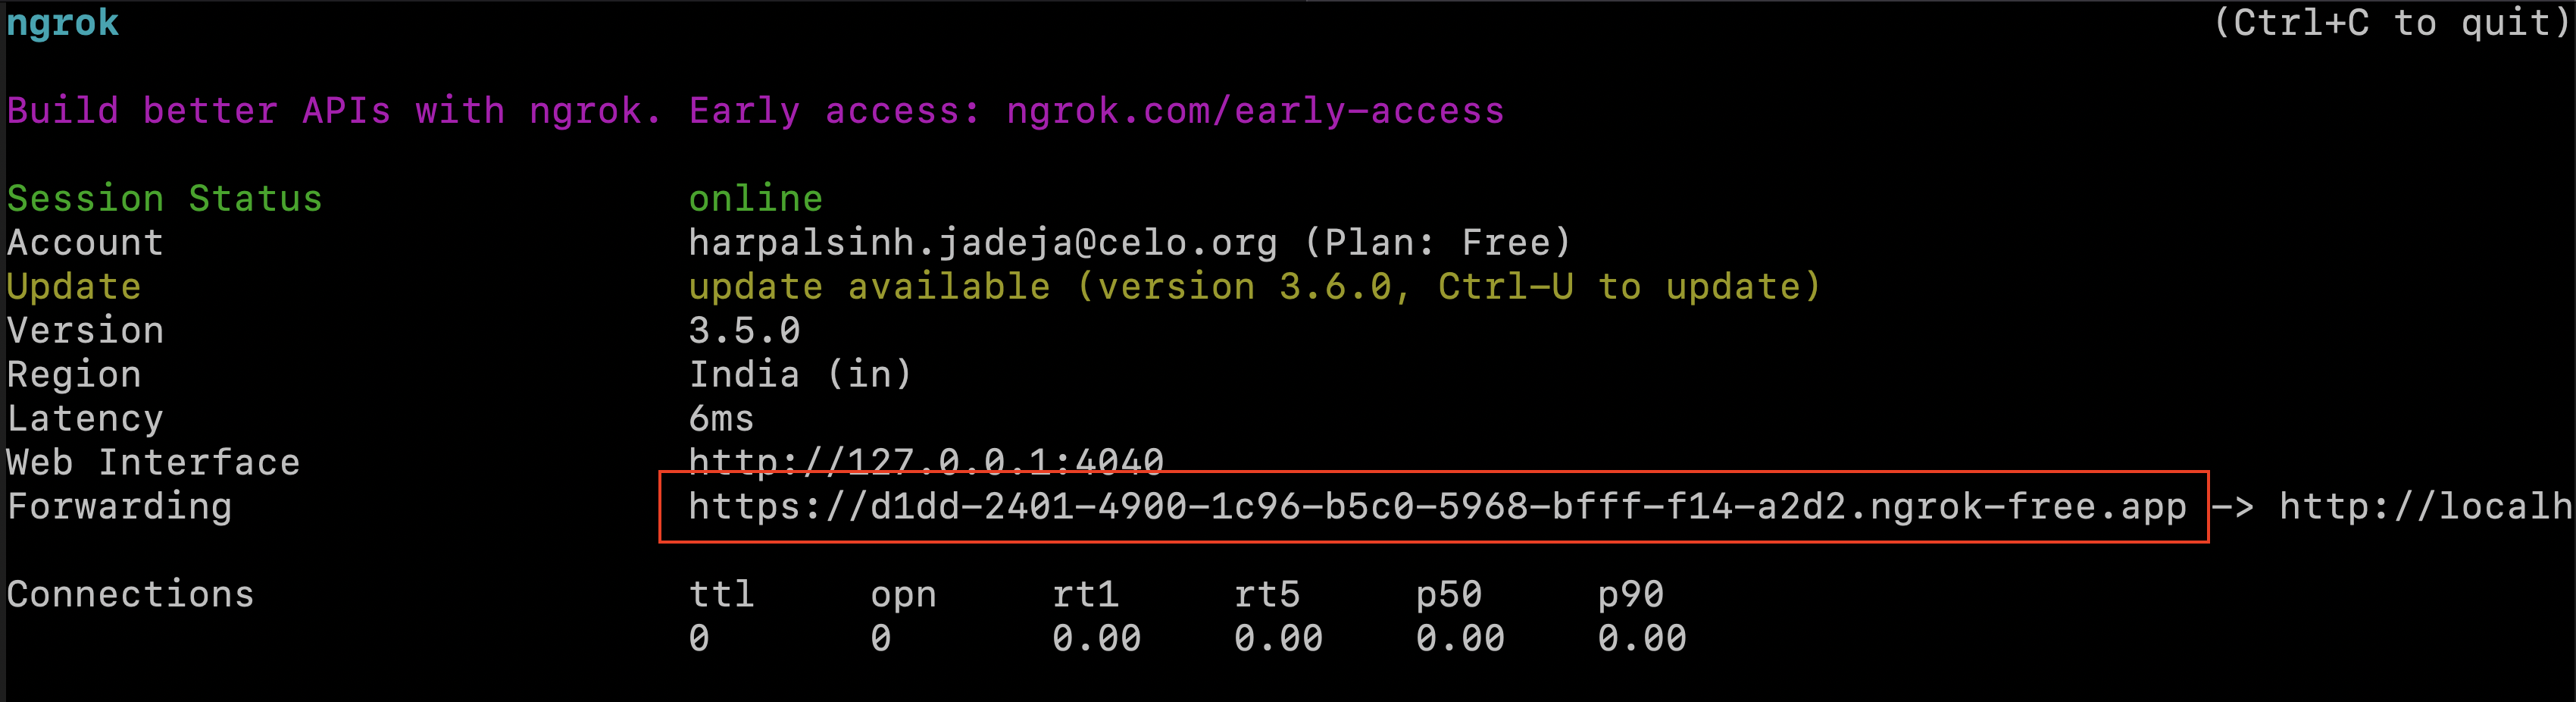 ngrok (Ctrl+C to quit)
Build better APIs with ngrok. Early access: ngrok.com/early-access
Session Status online
Account harpalsinh.jadeja@celo.org (Plan: Free)
Update update available (version 3.6.0, Ctrl-U to update)
Version 3.5.0
Region India (in)
Latency 6ms
Web Interface http://127.0.0.1:4040
Forwarding https://d1dd-2401-4900-1c96-b5c0-5968-bfff-f14-a2d2.ngrok-free.app -> http://localh
Connections ttl opn rt1 rt5 p50 p90
0 0 0.00 0.00 0.00 0.00